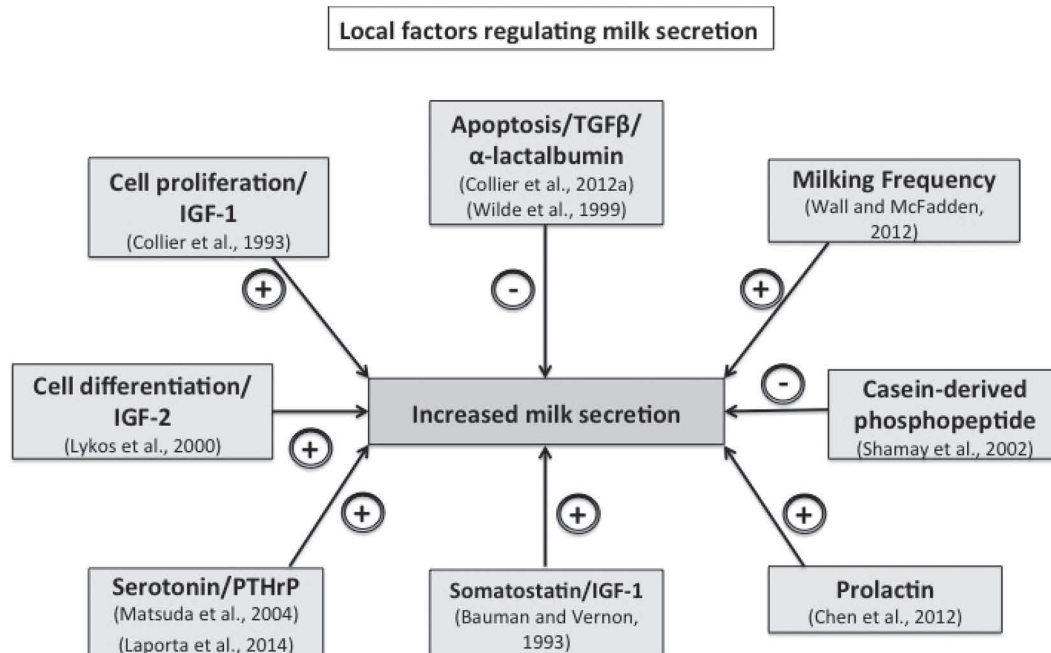 Local factors regulating milk secretion
Apoptosis/TGFβ/
α-lactalbumin
(Collier et al., 2012a)
(Wilde et al., 1999)
Cell proliferation/
IGF-1
(Collier et al., 1993)
Milking Frequency
(Wall and McFadden,
2012)
+
-
+
Cell differentiation/
IGF-2
(Lykos et al., 2000)
+
Increased milk secretion
-
Casein-derived
phosphopeptide
(Shamay et al., 2002)
+
+
+
Serotonin/PTHrP
(Matsuda et al., 2004)
(Laporta et al., 2014)
Somatostatin/IGF-1
(Bauman and Vernon,
1993)
Prolactin
(Chen et al., 2012)